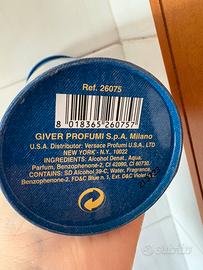 Ref. 26075
8 018365 260757
GIVER PROFUMI S.p.A. Milano
U.S.A. Distributor: Versace Profumi U.S.A. LTD
NEW YORK - N.Y. 10022
INGREDIENTS: Alcohol Denat., Aqua,
Parfum, Benzophenone-2, CI 42090, CI 60730.
CONTAINS: SD Alcohol 39-C, Water, Fragrance,
Benzophenone-2, FD&C Blue n. 1, Ext. D&C Violet
subito